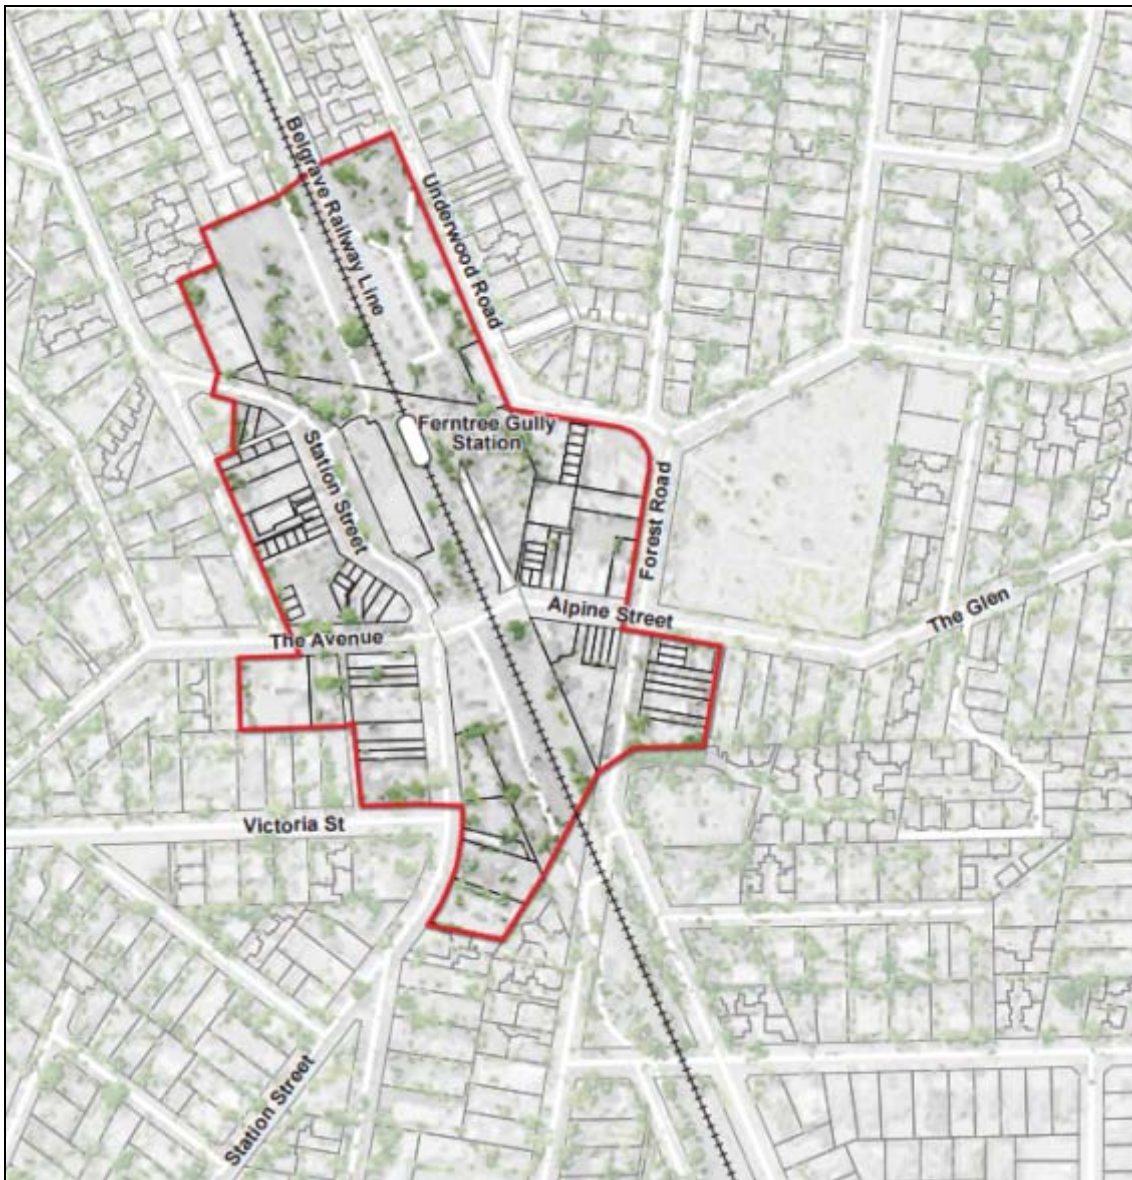 Belgrave Railway Line
Underwood Road
Ferntree Gully
Station
Station Street
Forest Road
Alpine Street
The Glen
The Avenue
Victoria St
Station Street